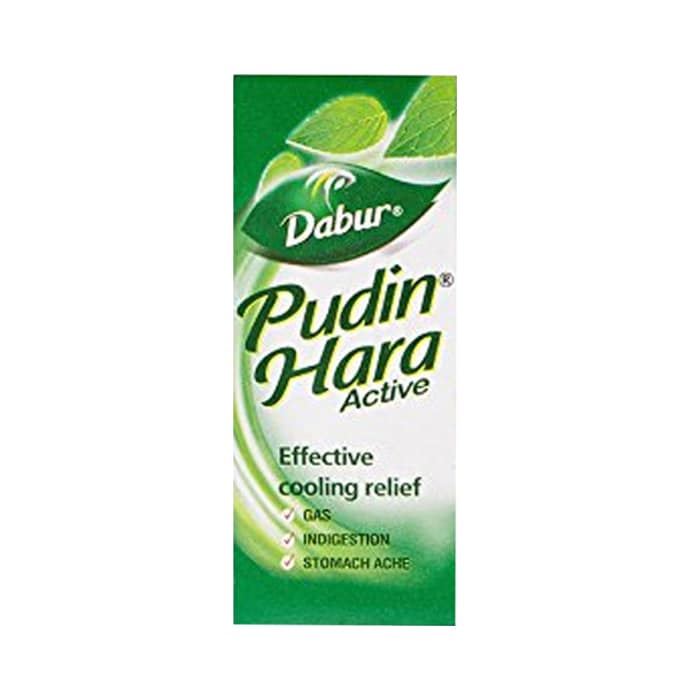 Dabur®
Pudin®
Hara
Active
Effective
cooling relief
GAS
INDIGESTION
STOMACH ACHE